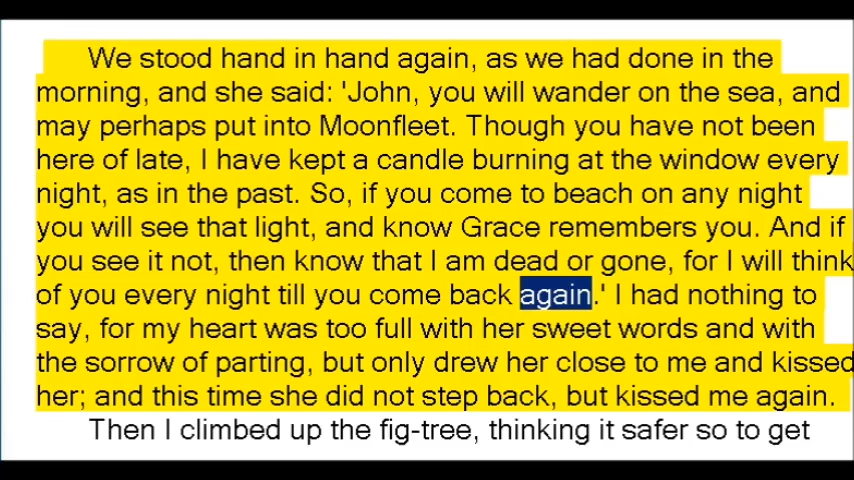 We stood hand in hand again, as we had done in the
morning, and she said: 'John, you will wander on the sea, and
may perhaps put into Moonfleet. Though you have not been
here of late, I have kept a candle burning at the window every
night, as in the past. So, if you come to beach on any night
you will see that light, and know Grace remembers you. And if
you see it not, then know that I am dead or gone, for I will think
of you every night till you come back again.' I had nothing to
say, for my heart was too full with her sweet words and with
the sorrow of parting, but only drew her close to me and kissed
her; and this time she did not step back, but kissed me again.
Then I climbed up the fig-tree, thinking it safer so to get